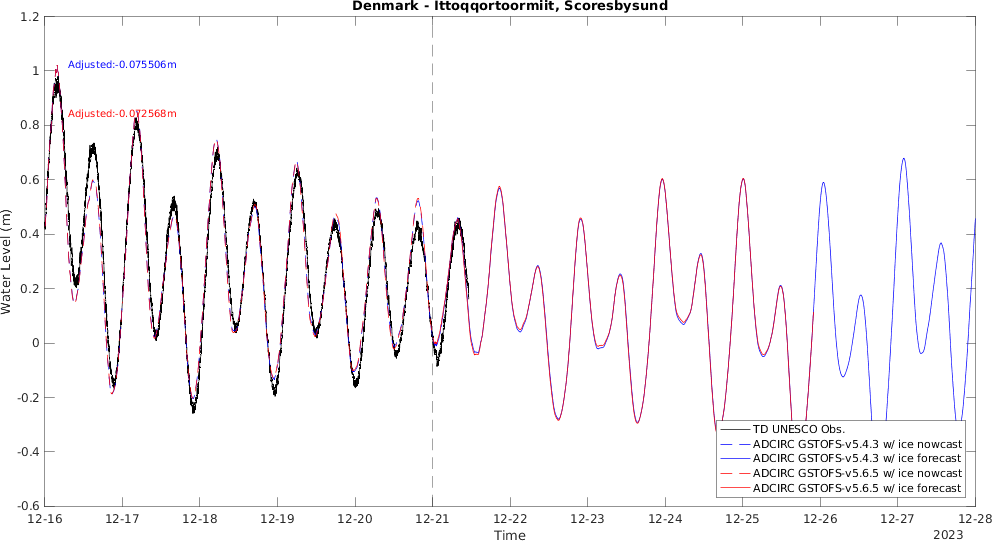 Denmark - Ittoqqortoormiit, Scoresbysund
Adjusted:-0.075506m
Adjusted:-0.072568m
Water Level (m)
1.2
1
0.8
0.6
0.4
0.2
0
-0.2
-0.4
-0.6
TD UNESCO Obs.
ADCIRC GSTOFS-v5.4.3 w/ ice nowcast
ADCIRC GSTOFS-v5.4.3 w/ ice forecast
ADCIRC GSTOFS-v5.6.5 w/ ice nowcast
ADCIRC GSTOFS-v5.6.5 w/ ice forecast
12-16 12-17 12-18 12-19 12-20 12-21 12-22 12-23 12-24 12-25 12-26 12-27 12-28
Time
2023